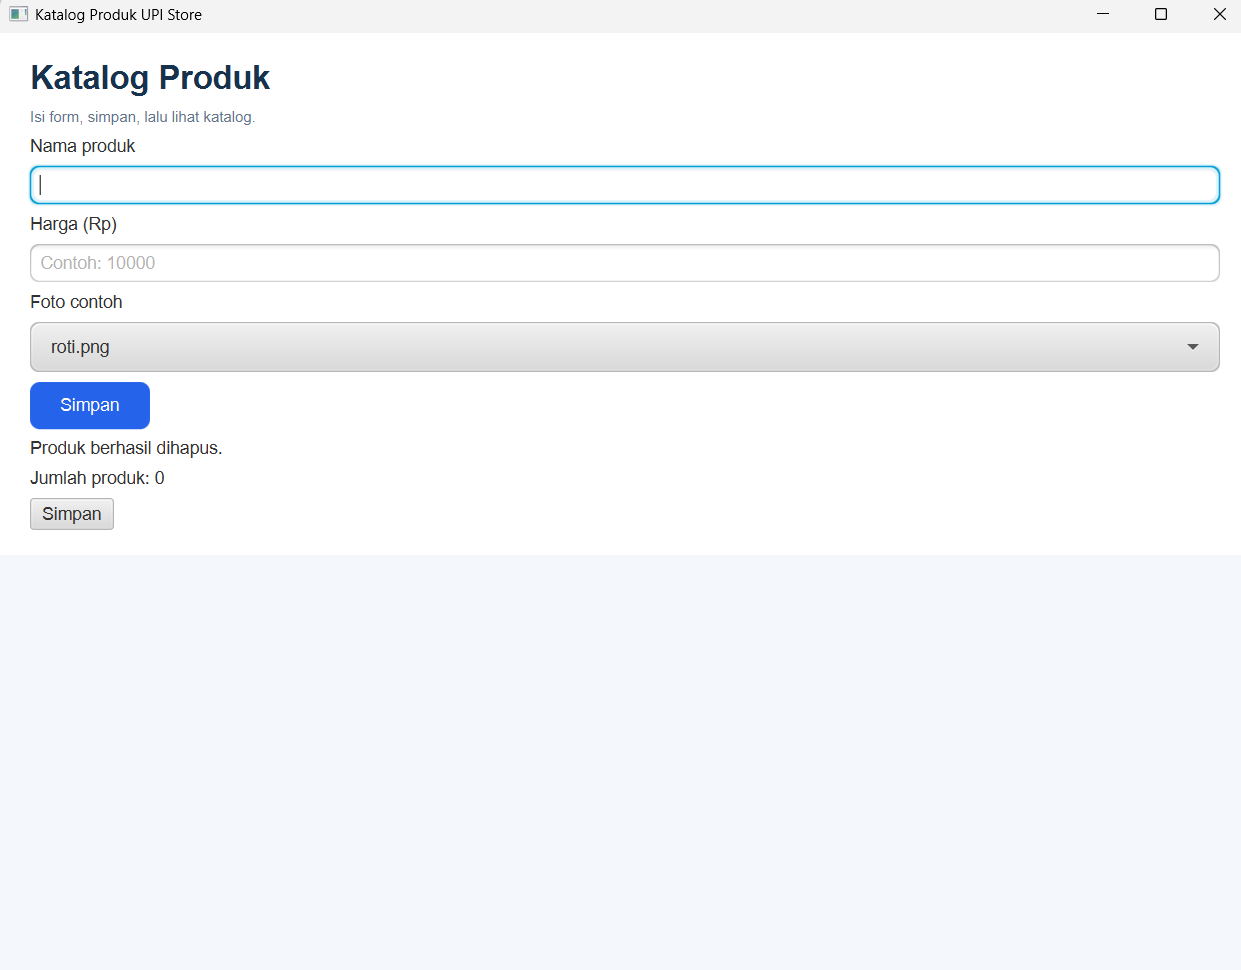 Katalog Produk UPI Store
Katalog Produk
Isi form, simpan, lalu lihat katalog.
Nama produk
Harga (Rp)
Contoh: 10000
Foto contoh
roti.png
Simpan
Produk berhasil dihapus.
Jumlah produk: 0
Simpan